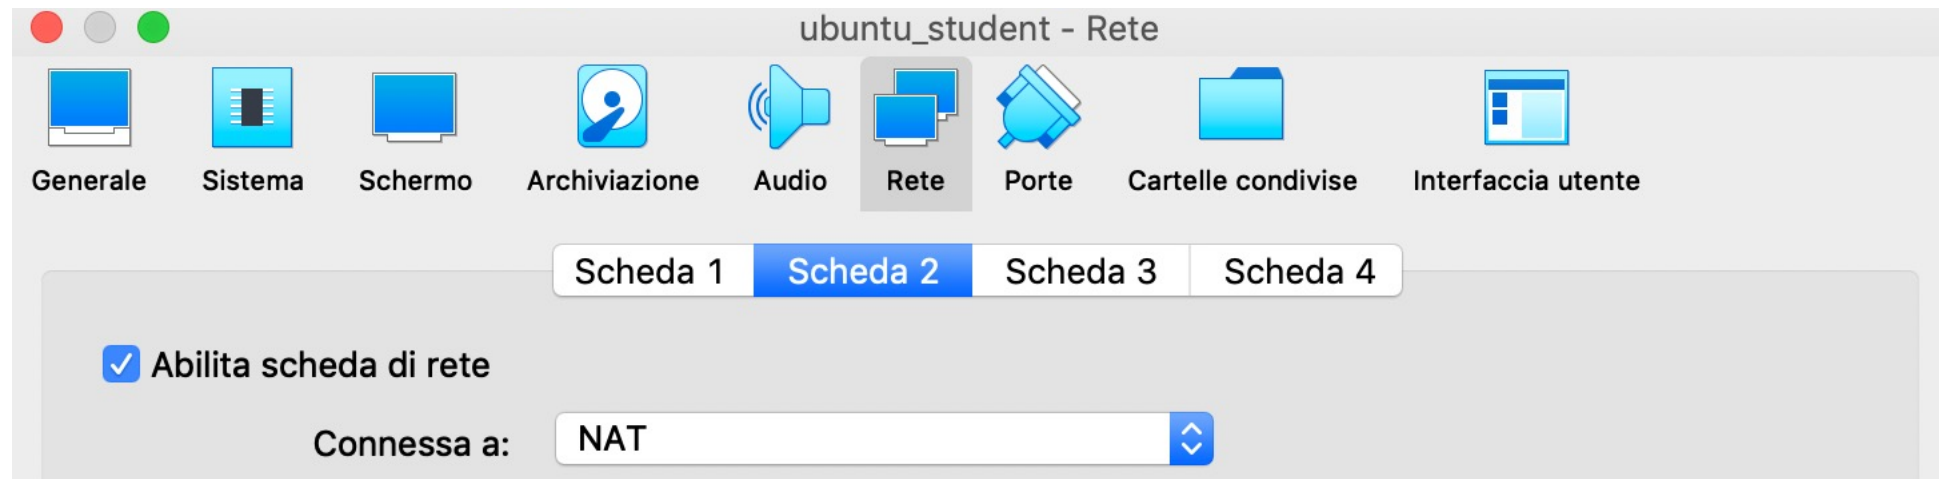 ubuntu_student - Rete
Generale Sistema Schermo Archiviazione Audio Rete Porte Cartelle condivise Interfaccia utente
Scheda 1 Scheda 2 Scheda 3 Scheda 4
Abilita scheda di rete
Connessa a: NAT